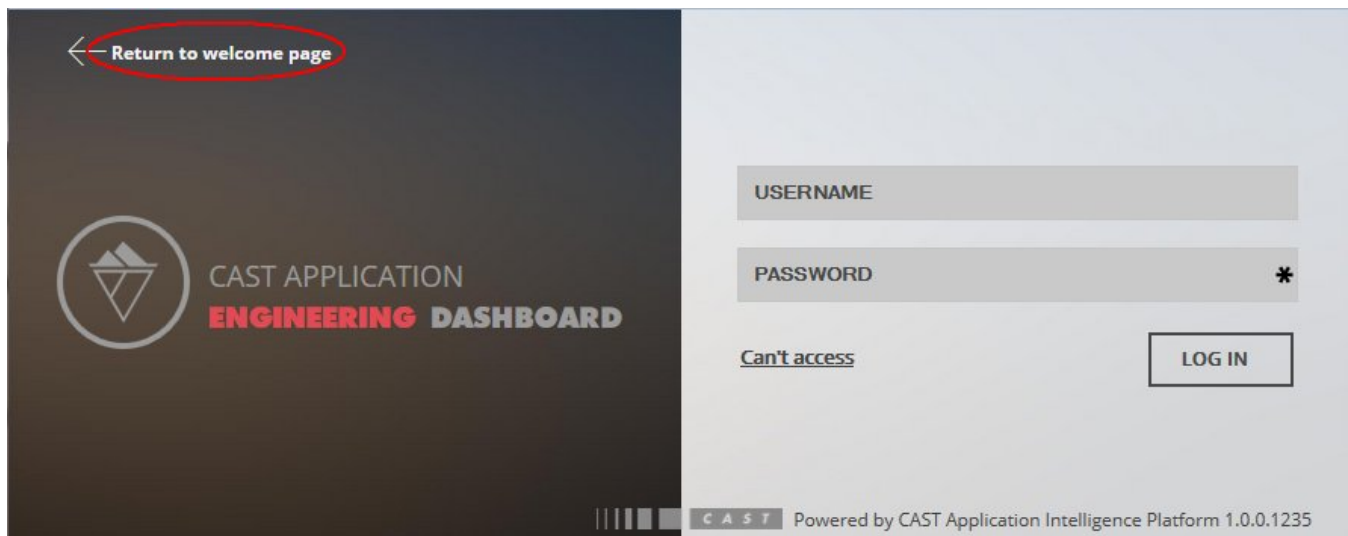 Return to welcome page
CAST APPLICATION
ENGINEERING DASHBOARD
USERNAME
PASSWORD *
Can't access
LOG IN
CAST Powered by CAST Application Intelligence Platform 1.0.0.1235